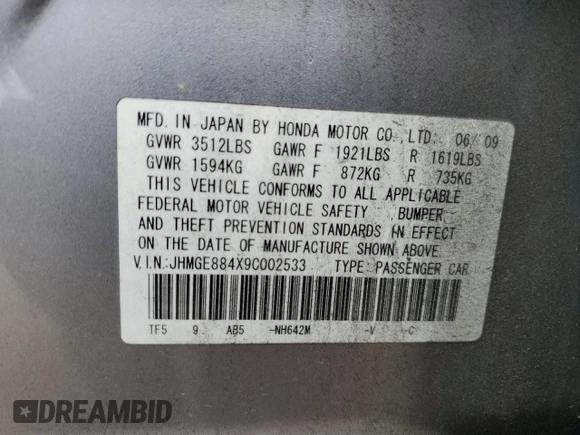 MFD. IN JAPAN BY HONDA MOTOR CO., LTD. 06 09
GVWR 3512LBS GAWR F 1921LBS R 1619LBS
GVWR 1594KG GAWR F 872KG R 735KG
THIS VEHICLE CONFORMS TO ALL APPLICABLE
FEDERAL MOTOR VEHICLE SAFETY, BUMPER
AND THEFT PREVENTION STANDARDS IN EFFECT
ON THE DATE OF MANUFACTURE SHOWN ABOVE
V.I.N.:JHMGE884X9C002533 TYPE: PASSENGER CAR
TF5 9 AB5 -NH642M -V -C
DREAMBID